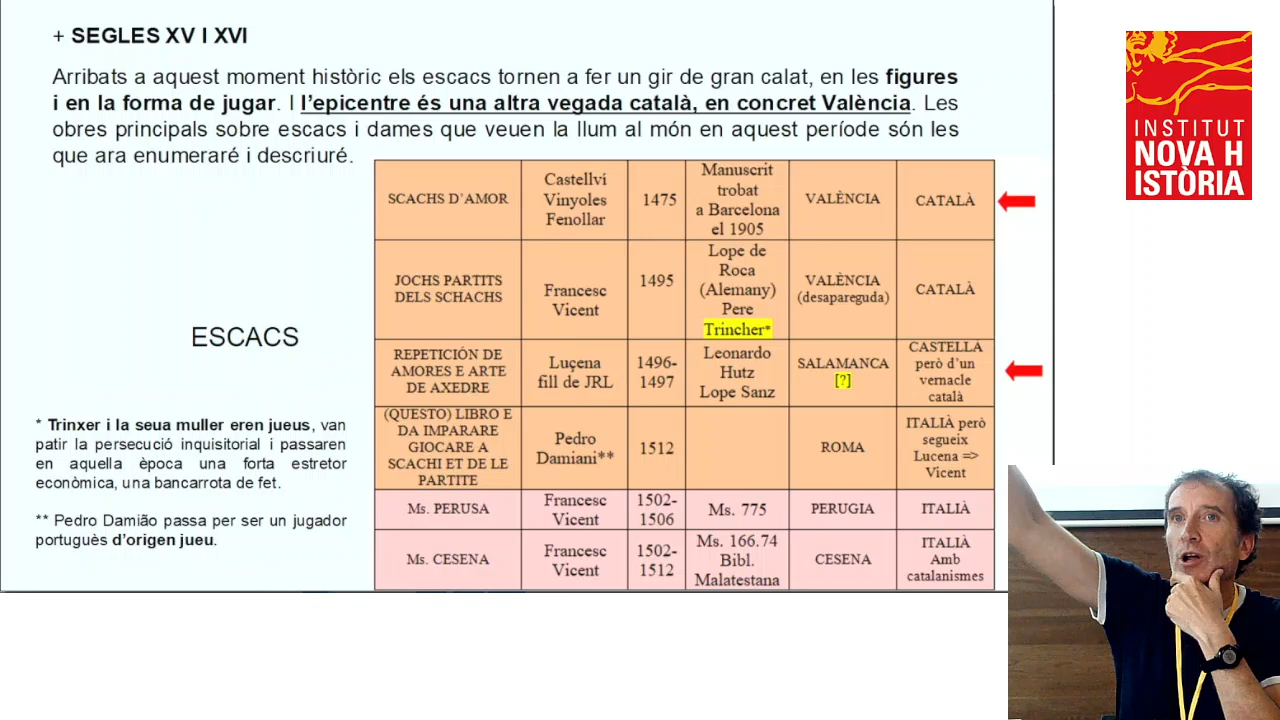 + SEGLES XV I XVI
Arribats a aquest moment històric els escacs tornen a fer un gir de gran calat, en les figures
i en la forma de jugar. I l'epicentre és una altra vegada català, en concret València. Les
obres principals sobre escacs i dames que veuen la llum al món en aquest període són les
que ara enumeraré i descriuré.
SCACHS D'AMOR
Castellví
Vinyoles
Fenollar
1475
Manuscrit
trobat
a Barcelona
el 1905
VALÈNCIA
CATALÀ
JOCHS PARTITS
DELS SCHACHS
Francesc
Vicent
1495
Lope de
Roca
(Alemany)
Pere
Trincher*
VALÈNCIA
(desapareguda)
CATALÀ
REPETICIÓN DE
AMORES E ARTE
DE AXEDRE
Luçena
fill de JRL
1496-
1497
Leonardo
Hutz
Lope Sanz
SALAMANCA
[?]
CASTELLÀ
però d'un
vernacle
català
(QUESTO) LIBRO E
DA IMPARARE
GIOCARE A
SCACHI ET DE LE
PARTITE
Pedro
Damiani**
1512
ROMA
ITALIÀ però
segueix
Lucena =>
Vicent
Ms. PERUSA
Francesc
Vicent
1502-
1506
Ms. 775
PERUGIA
ITALIÀ
Ms. CESENA
Francesc
Vicent
1502-
1512
Ms. 166.74
Bibl.
Malatestana
CESENA
ITALIÀ
Amb
catalanismes
ESCACS
* Trinxer i la seua muller eren jueus, van
patir la persecució inquisitorial i passaren
en aquella època una forta estretor
econòmica, una bancarrota de fet.
** Pedro Damião passa per ser un jugador
portuguès d'origen jueu.
INSTITUT
NOVA H
ISTÒRIA